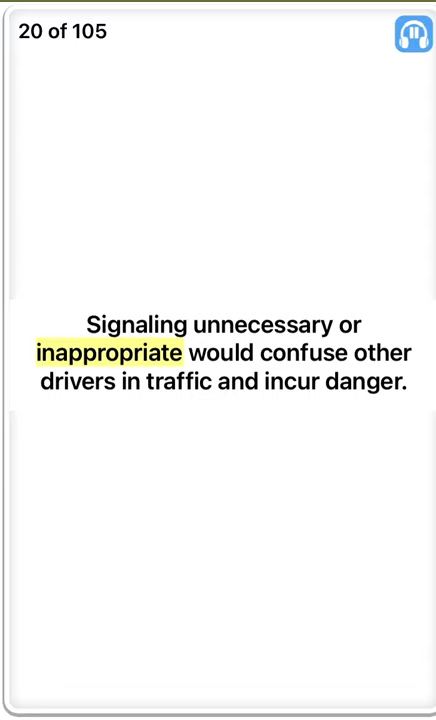 20 of 105
Signaling unnecessary or
inappropriate would confuse other
drivers in traffic and incur danger.